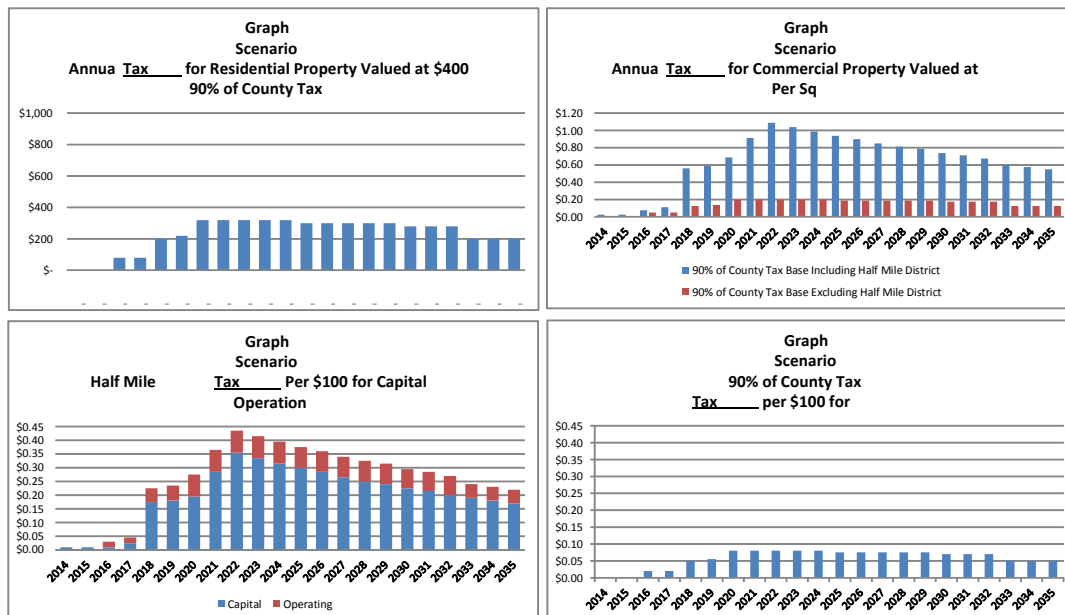 Graph
Scenario
Annua Tax for Residential Property Valued at $400
90% of County Tax
$1,000
$800
$600
$400
$200
$-
Graph
Scenario
Annua Tax for Commercial Property Valued at
Per Sq
$1.20
$1.00
$0.80
$0.60
$0.40
$0.20
$0.00
2014 2015 2016 2017 2018 2019 2020 2021 2022 2023 2024 2025 2026 2027 2028 2029 2030 2031 2032 2033 2034 2035
90% of County Tax Base Including Half Mile District
90% of County Tax Base Excluding Half Mile District
Graph
Scenario
Half Mile Tax Per $100 for Capital
Operation
$0.45
$0.40
$0.35
$0.30
$0.25
$0.20
$0.15
$0.10
$0.05
$0.00
2014 2015 2016 2017 2018 2019 2020 2021 2022 2023 2024 2025 2026 2027 2028 2029 2030 2031 2032 2033 2034 2035
Capital Operating
Graph
Scenario
90% of County Tax
Tax per $100 for
$0.45
$0.40
$0.35
$0.30
$0.25
$0.20
$0.15
$0.10
$0.05
$0.00
2014 2015 2016 2017 2018 2019 2020 2021 2022 2023 2024 2025 2026 2027 2028 2029 2030 2031 2032 2033 2034 2035